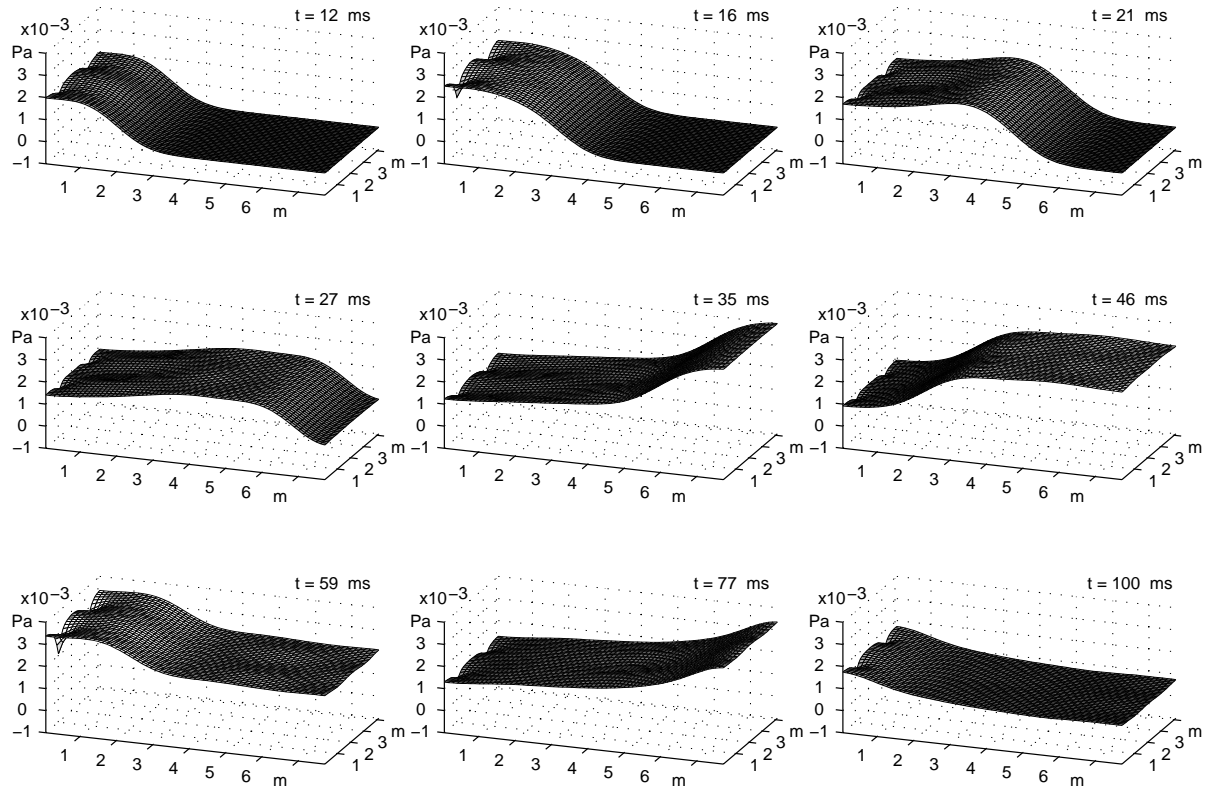 x10−3 t = 12 ms
Pa
3
2
1
0
−1
1 2 3 4 5 6 m
1 2 3 m
x10−3 t = 16 ms
Pa
3
2
1
0
−1
1 2 3 4 5 6 m
1 2 3 m
x10−3 t = 21 ms
Pa
3
2
1
0
−1
1 2 3 4 5 6 m
1 2 3 m
x10−3 t = 27 ms
Pa
3
2
1
0
−1
1 2 3 4 5 6 m
1 2 3 m
x10−3 t = 35 ms
Pa
3
2
1
0
−1
1 2 3 4 5 6 m
1 2 3 m
x10−3 t = 46 ms
Pa
3
2
1
0
−1
1 2 3 4 5 6 m
1 2 3 m
x10−3 t = 59 ms
Pa
3
2
1
0
−1
1 2 3 4 5 6 m
1 2 3 m
x10−3 t = 77 ms
Pa
3
2
1
0
−1
1 2 3 4 5 6 m
1 2 3 m
x10−3 t = 100 ms
Pa
3
2
1
0
−1
1 2 3 4 5 6 m
1 2 3 m